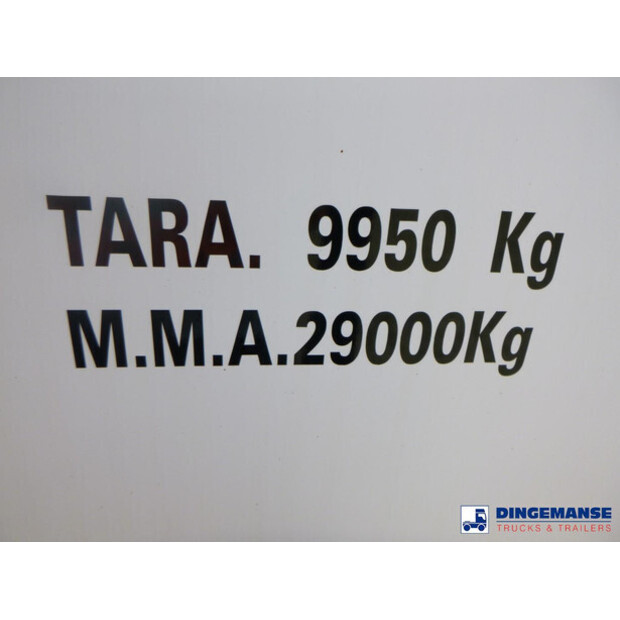 TARA. 9950 Kg
M.M.A.29000Kg
DINGEMANSE
TRUCKS & TRAILERS